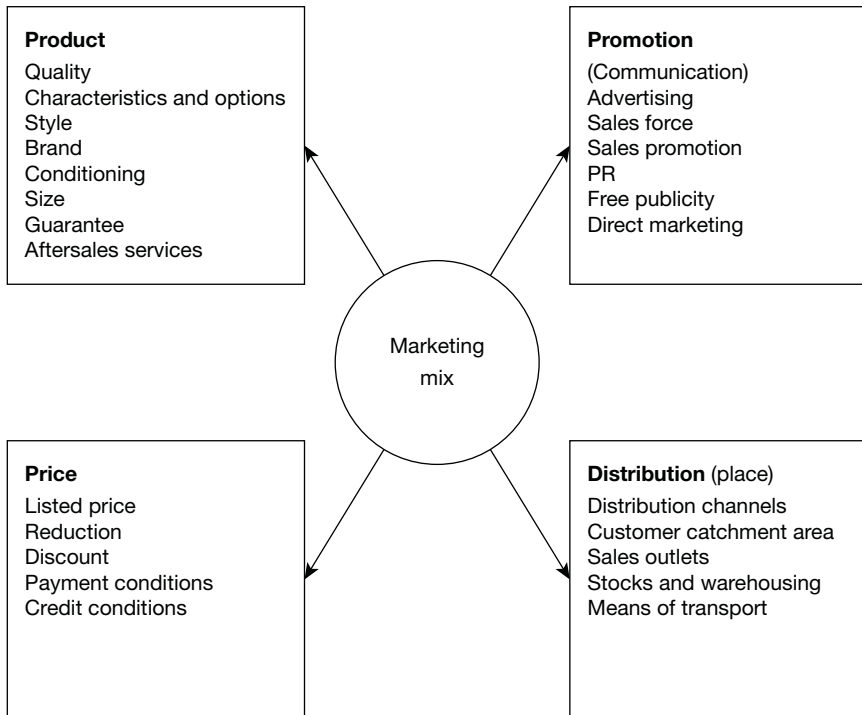 Product
Quality
Characteristics and options
Style
Brand
Conditioning
Size
Guarantee
Aftersales services
Promotion
(Communication)
Advertising
Sales force
Sales promotion
PR
Free publicity
Direct marketing
Marketing
mix
Price
Listed price
Reduction
Discount
Payment conditions
Credit conditions
Distribution (place)
Distribution channels
Customer catchment area
Sales outlets
Stocks and warehousing
Means of transport